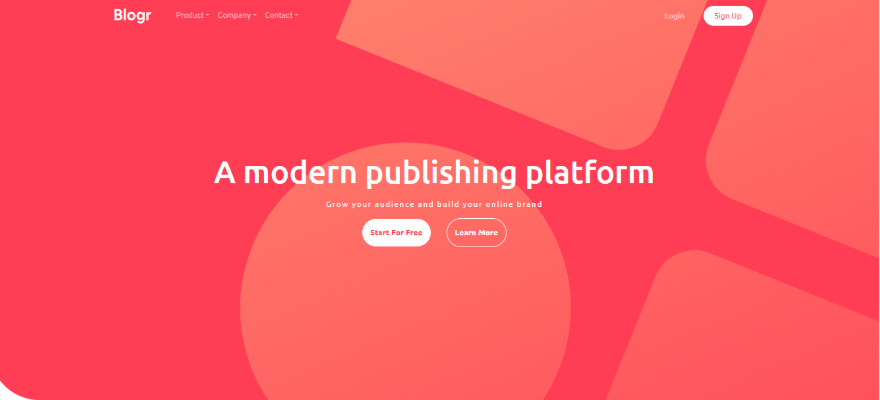 Blogr Product Company Contact Login Sign Up
A modern publishing platform
Grow your audience and build your online brand
Start For Free Learn More